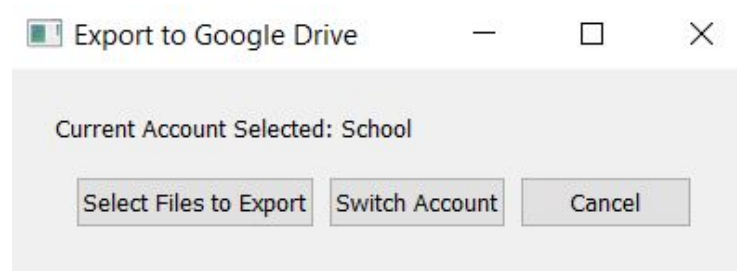 Export to Google Drive
Current Account Selected: School
Select Files to Export Switch Account Cancel